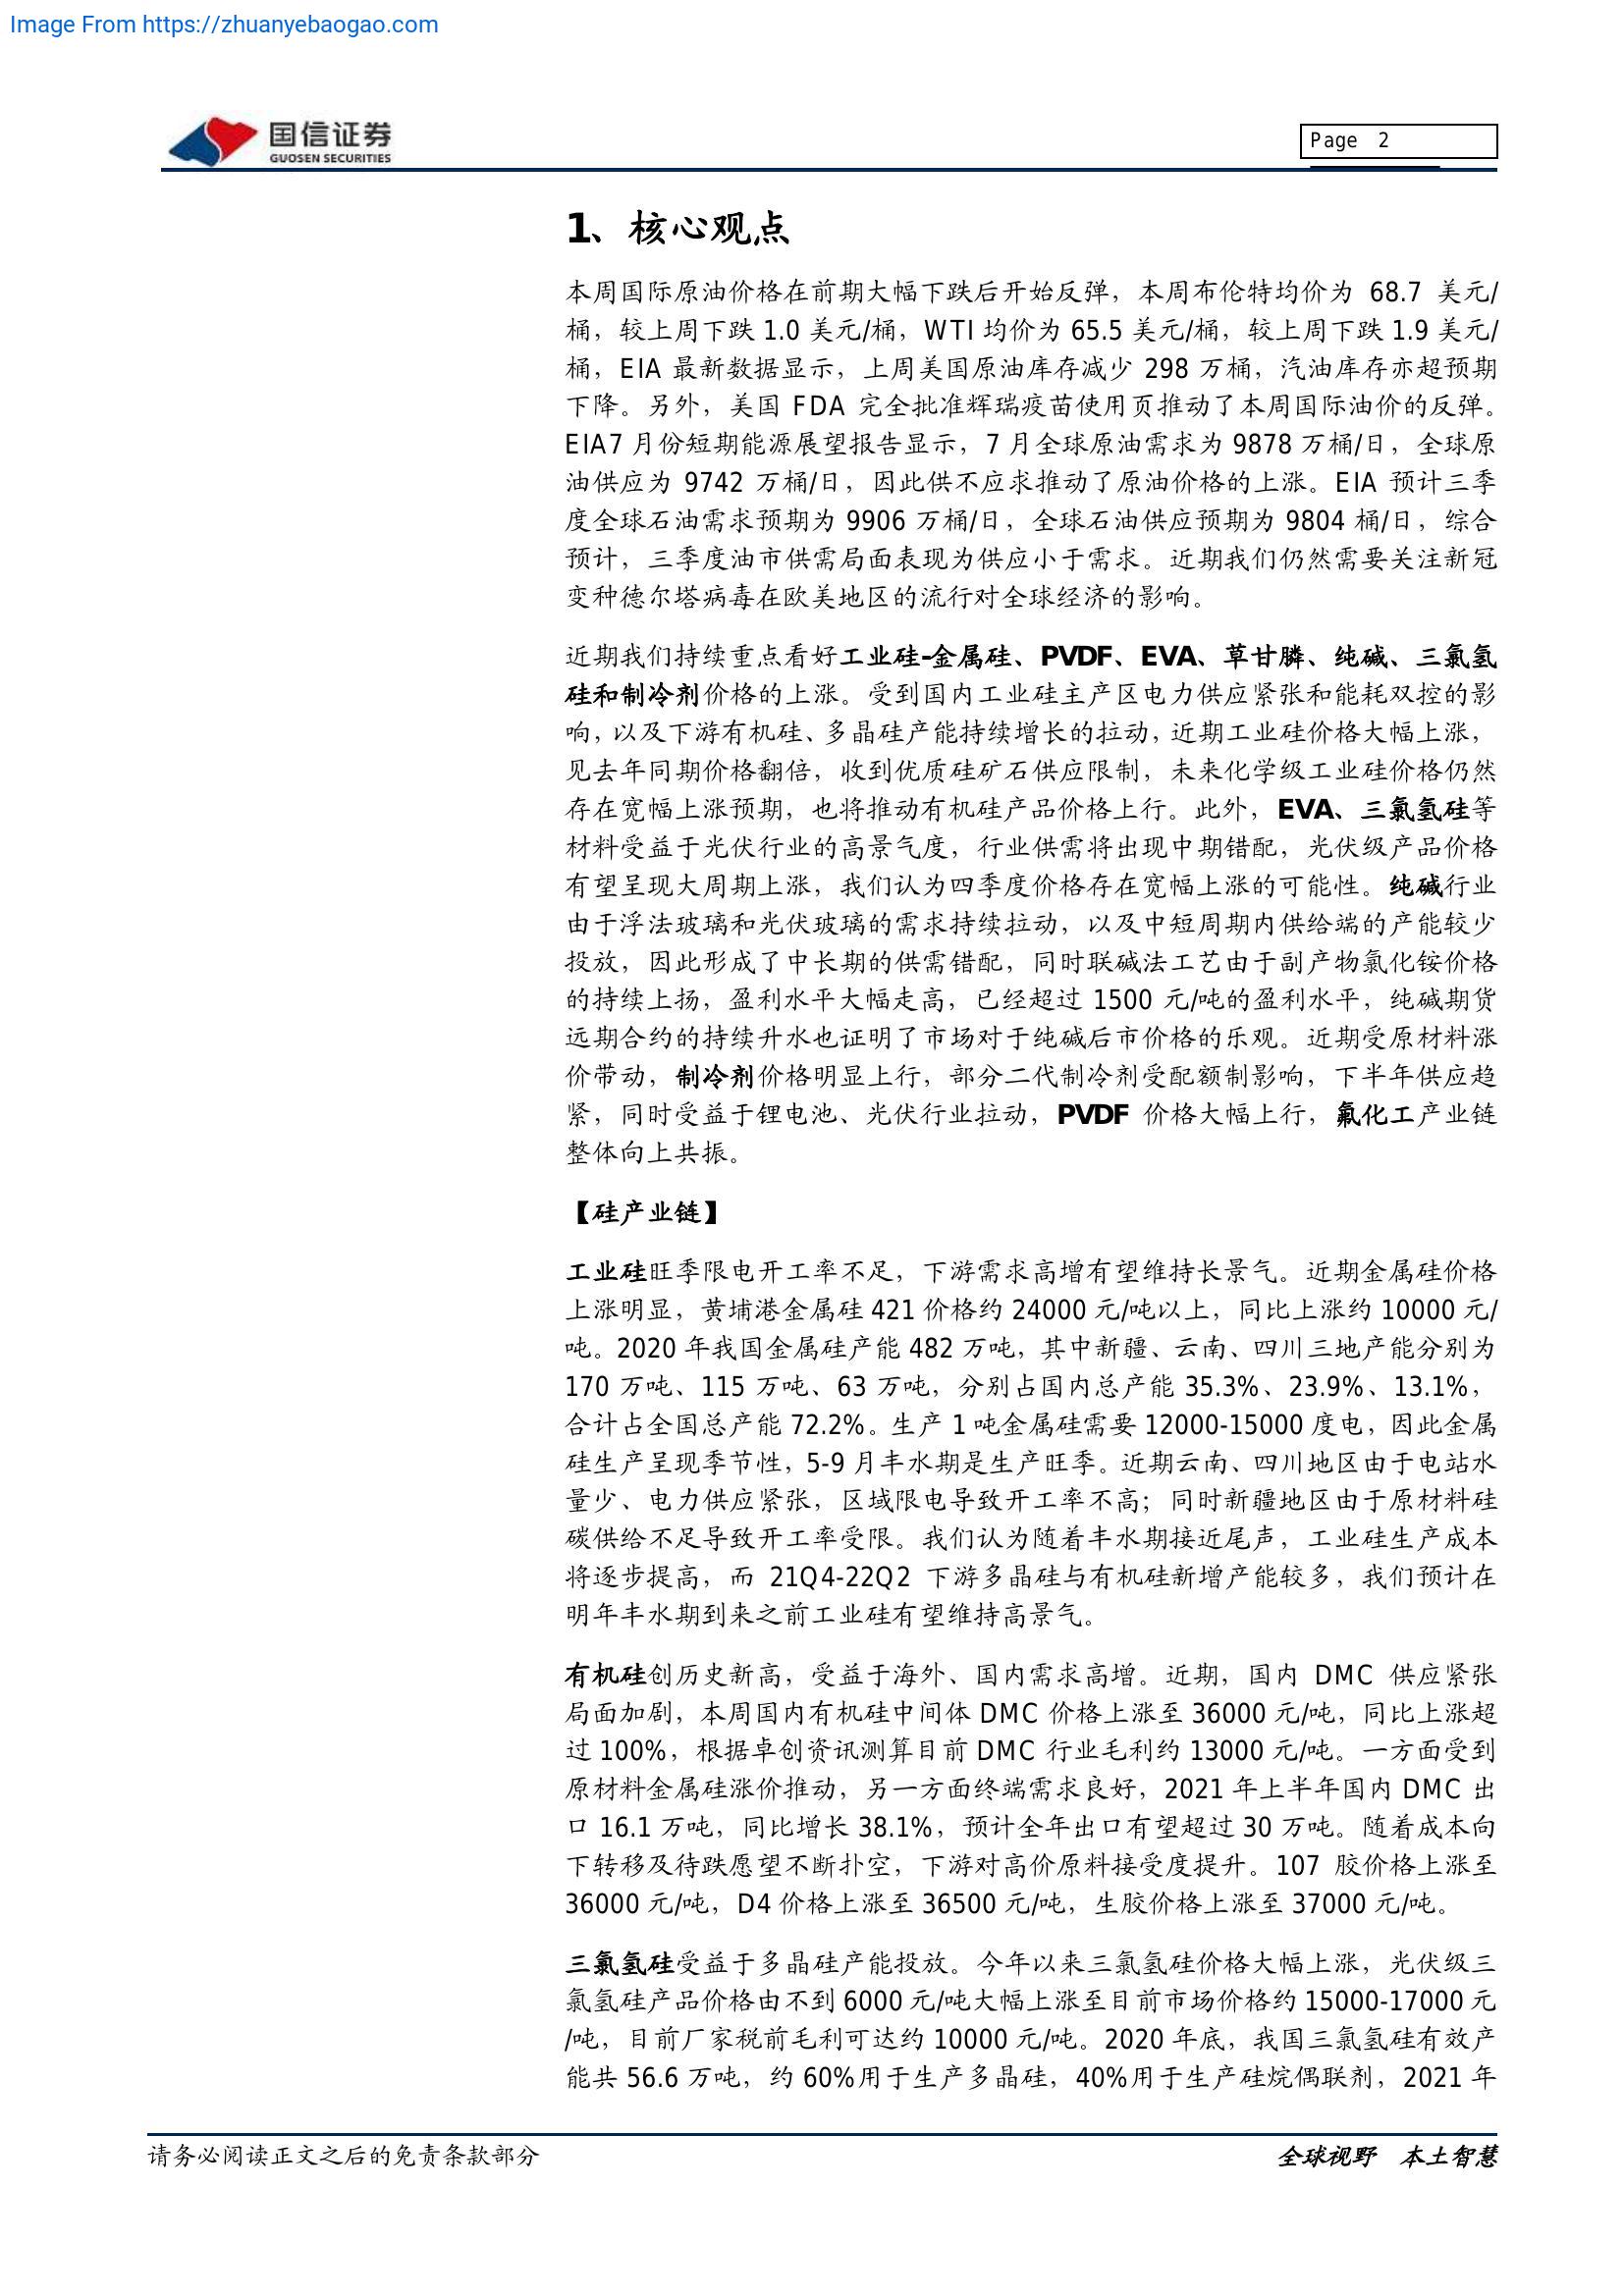 Image From https://zhuanyebaogao.com
国信证券
GUOSEN SECURITIES
Page 2
1、核心观点
本周国际原油价格在前期大幅下跌后开始反弹，本周布伦特均价为 68.7 美元/
桶，较上周下跌 1.0 美元/桶，WTI 均价为 65.5 美元/桶，较上周下跌 1.9 美元/
桶，EIA 最新数据显示，上周美国原油库存减少 298 万桶，汽油库存亦超预期
下降。另外，美国 FDA 完全批准辉瑞疫苗使用页推动了本周国际油价的反弹。
EIA7 月份短期能源展望报告显示，7 月全球原油需求为 9878 万桶/日，全球原
油供应为 9742 万桶/日，因此供不应求推动了原油价格的上涨。EIA 预计三季
度全球石油需求预期为 9906 万桶/日，全球石油供应预期为 9804 桶/日，综合
预计，三季度油市供需局面表现为供应小于需求。近期我们仍然需要关注新冠
变种德尔塔病毒在欧美地区的流行对全球经济的影响。
近期我们持续重点看好工业硅-金属硅、PVDF、EVA、草甘膦、纯碱、三氯氢
硅和制冷剂价格的上涨。受到国内工业硅主产区电力供应紧张和能耗双控的影
响，以及下游有机硅、多晶硅产能持续增长的拉动，近期工业硅价格大幅上涨，
见去年同期价格翻倍，收到优质硅矿石供应限制，未来化学级工业硅价格仍然
存在宽幅上涨预期，也将推动有机硅产品价格上行。此外，EVA、三氯氢硅等
材料受益于光伏行业的高景气度，行业供需将出现中期错配，光伏级产品价格
有望呈现大周期上涨，我们认为四季度价格存在宽幅上涨的可能性。纯碱行业
由于浮法玻璃和光伏玻璃的需求持续拉动，以及中短周期内供给端的产能较少
投放，因此形成了中长期的供需错配，同时联碱法工艺由于副产物氯化铵价格
的持续上扬，盈利水平大幅走高，已经超过 1500 元/吨的盈利水平，纯碱期货
远期合约的持续升水也证明了市场对于纯碱后市价格的乐观。近期受原材料涨
价带动，制冷剂价格明显上行，部分二代制冷剂受配额制影响，下半年供应趋
紧，同时受益于锂电池、光伏行业拉动，PVDF 价格大幅上行，氟化工产业链
整体向上共振。
【硅产业链】
工业硅旺季限电开工率不足，下游需求高增有望维持长景气。近期金属硅价格
上涨明显，黄埔港金属硅 421 价格约 24000 元/吨以上，同比上涨约 10000 元/
吨。2020 年我国金属硅产能 482 万吨，其中新疆、云南、四川三地产能分别为
170 万吨、115 万吨、63 万吨，分别占国内总产能 35.3%、23.9%、13.1%，
合计占全国总产能 72.2%。生产 1 吨金属硅需要 12000-15000 度电，因此金属
硅生产呈现季节性，5-9 月丰水期是生产旺季。近期云南、四川地区由于电站水
量少、电力供应紧张，区域限电导致开工率不高；同时新疆地区由于原材料硅
碳供给不足导致开工率受限。我们认为随着丰水期接近尾声，工业硅生产成本
将逐步提高，而 21Q4-22Q2 下游多晶硅与有机硅新增产能较多，我们预计在
明年丰水期到来之前工业硅有望维持高景气。
有机硅创历史新高，受益于海外、国内需求高增。近期，国内 DMC 供应紧张
局面加剧，本周国内有机硅中间体 DMC 价格上涨至 36000 元/吨，同比上涨超
过 100%，根据卓创资讯测算目前 DMC 行业毛利约 13000 元/吨。一方面受到
原材料金属硅涨价推动，另一方面终端需求良好，2021 年上半年国内 DMC 出
口 16.1 万吨，同比增长 38.1%，预计全年出口有望超过 30 万吨。随着成本向
下转移及待跌愿望不断扑空，下游对高价原料接受度提升。107 胶价格上涨至
36000 元/吨，D4 价格上涨至 36500 元/吨，生胶价格上涨至 37000 元/吨。
三氯氢硅受益于多晶硅产能投放。今年以来三氯氢硅价格大幅上涨，光伏级三
氯氢硅产品价格由不到 6000 元/吨大幅上涨至目前市场价格约 15000-17000 元
/吨，目前厂家税前毛利可达约 10000 元/吨。2020 年底，我国三氯氢硅有效产
能共 56.6 万吨，约 60%用于生产多晶硅，40%用于生产硅烷偶联剂，2021 年
请务必阅读正文之后的免责条款部分
全球视野 本土智慧